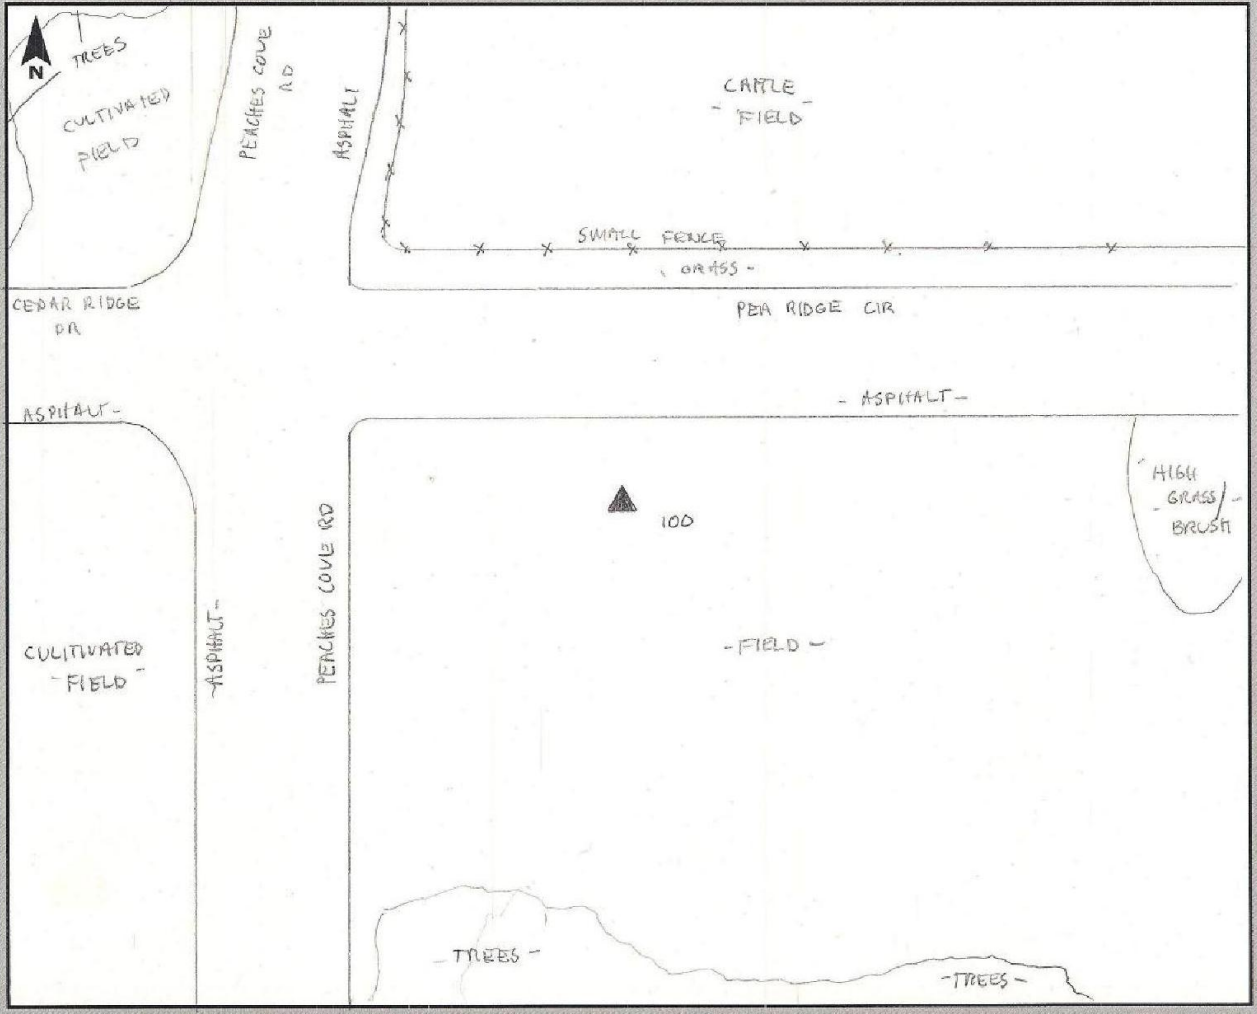 N
TREES
CULTIVATED
FIELD
PEACHES COVE
RD
ASPHALT
CATTLE
- FIELD -
SMALL FENCE
- GRASS -
CEDAR RIDGE
DR
PEA RIDGE CIR
ASPHALT -
- ASPHALT -
HIGH
- GRASS/ -
BRUSH
100
PEACHES COVE RD
- ASPHALT -
CULITIVATED
- FIELD -
- FIELD -
- TREES -
- TREES -